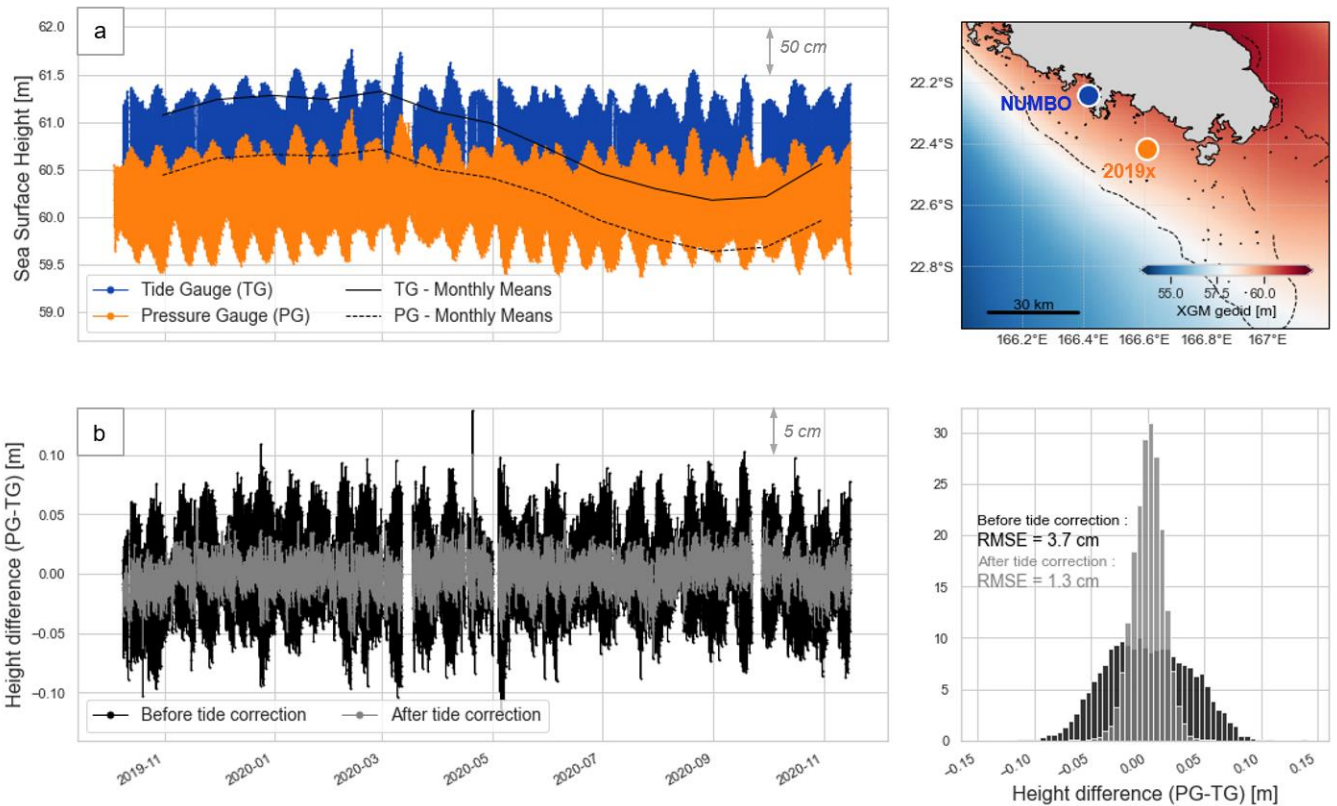 a
50 cm
Sea Surface Height [m]
62.0
61.5
61.0
60.5
60.0
59.5
59.0
Tide Gauge (TG)
Pressure Gauge (PG)
TG - Monthly Means
PG - Monthly Means
NUMBO
2019x
22.2°S
22.4°S
22.6°S
22.8°S
30 km
55.0 57.5 60.0
XGM geoid [m]
166.2°E 166.4°E 166.6°E 166.8°E 167°E
b
5 cm
Height difference (PG-TG) [m]
0.10
0.05
0.00
−0.05
−0.10
Before tide correction
After tide correction
2019-11
2020-01
2020-03
2020-05
2020-07
2020-09
2020-11
30
25
20
15
10
5
0
Before tide correction :
RMSE = 3.7 cm
After tide correction :
RMSE = 1.3 cm
−0.15
−0.10
−0.05
0.00
0.05
0.10
0.15
Height difference (PG-TG) [m]